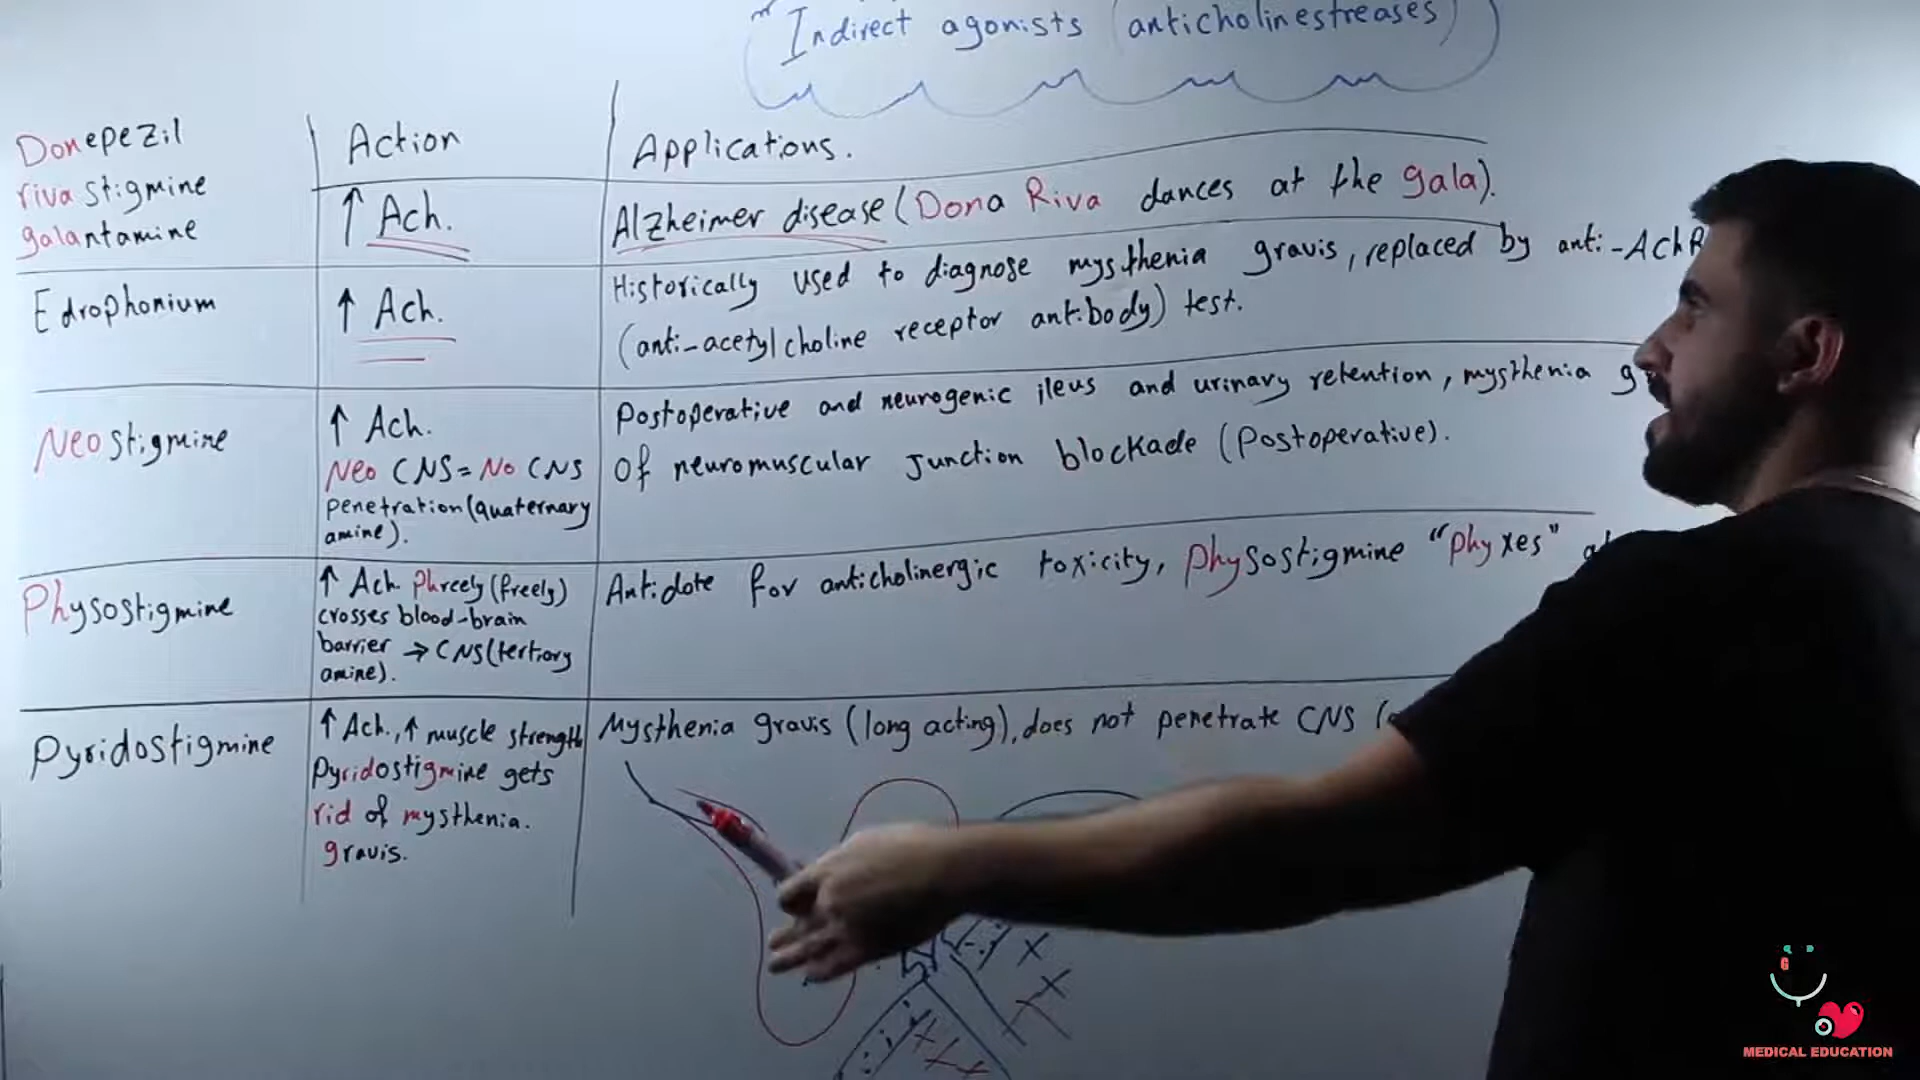 Indirect agonists (anticholinestreases)
Donepezil
rivastigmine
galantamine
Action
Applications.
↑ Ach.
Alzheimer disease (Dona Riva dances at the gala).
Edrophonium
↑ Ach.
Historically used to diagnose mysthenia gravis, replaced by anti-AchR
(anti-acetylcholine receptor antibody) test.
Neostigmine
↑ Ach.
Neo CNS = No CNS
penetration (quaternary
amine).
Postoperative and neurogenic ileus and urinary retention, mysthenia g
of neuromuscular junction blockade (postoperative).
Physostigmine
↑ Ach. Phreely (freely)
crosses blood-brain
barrier → CNS (tertiary
amine).
Antidote for anticholinergic toxicity, physostigmine "phyxes"
Pyridostigmine
↑ Ach., ↑ muscle strength
Pyridostigmine gets
rid of mysthenia.
gravis.
Mysthenia gravis (long acting), does not penetrate CNS
G
MEDICAL EDUCATION